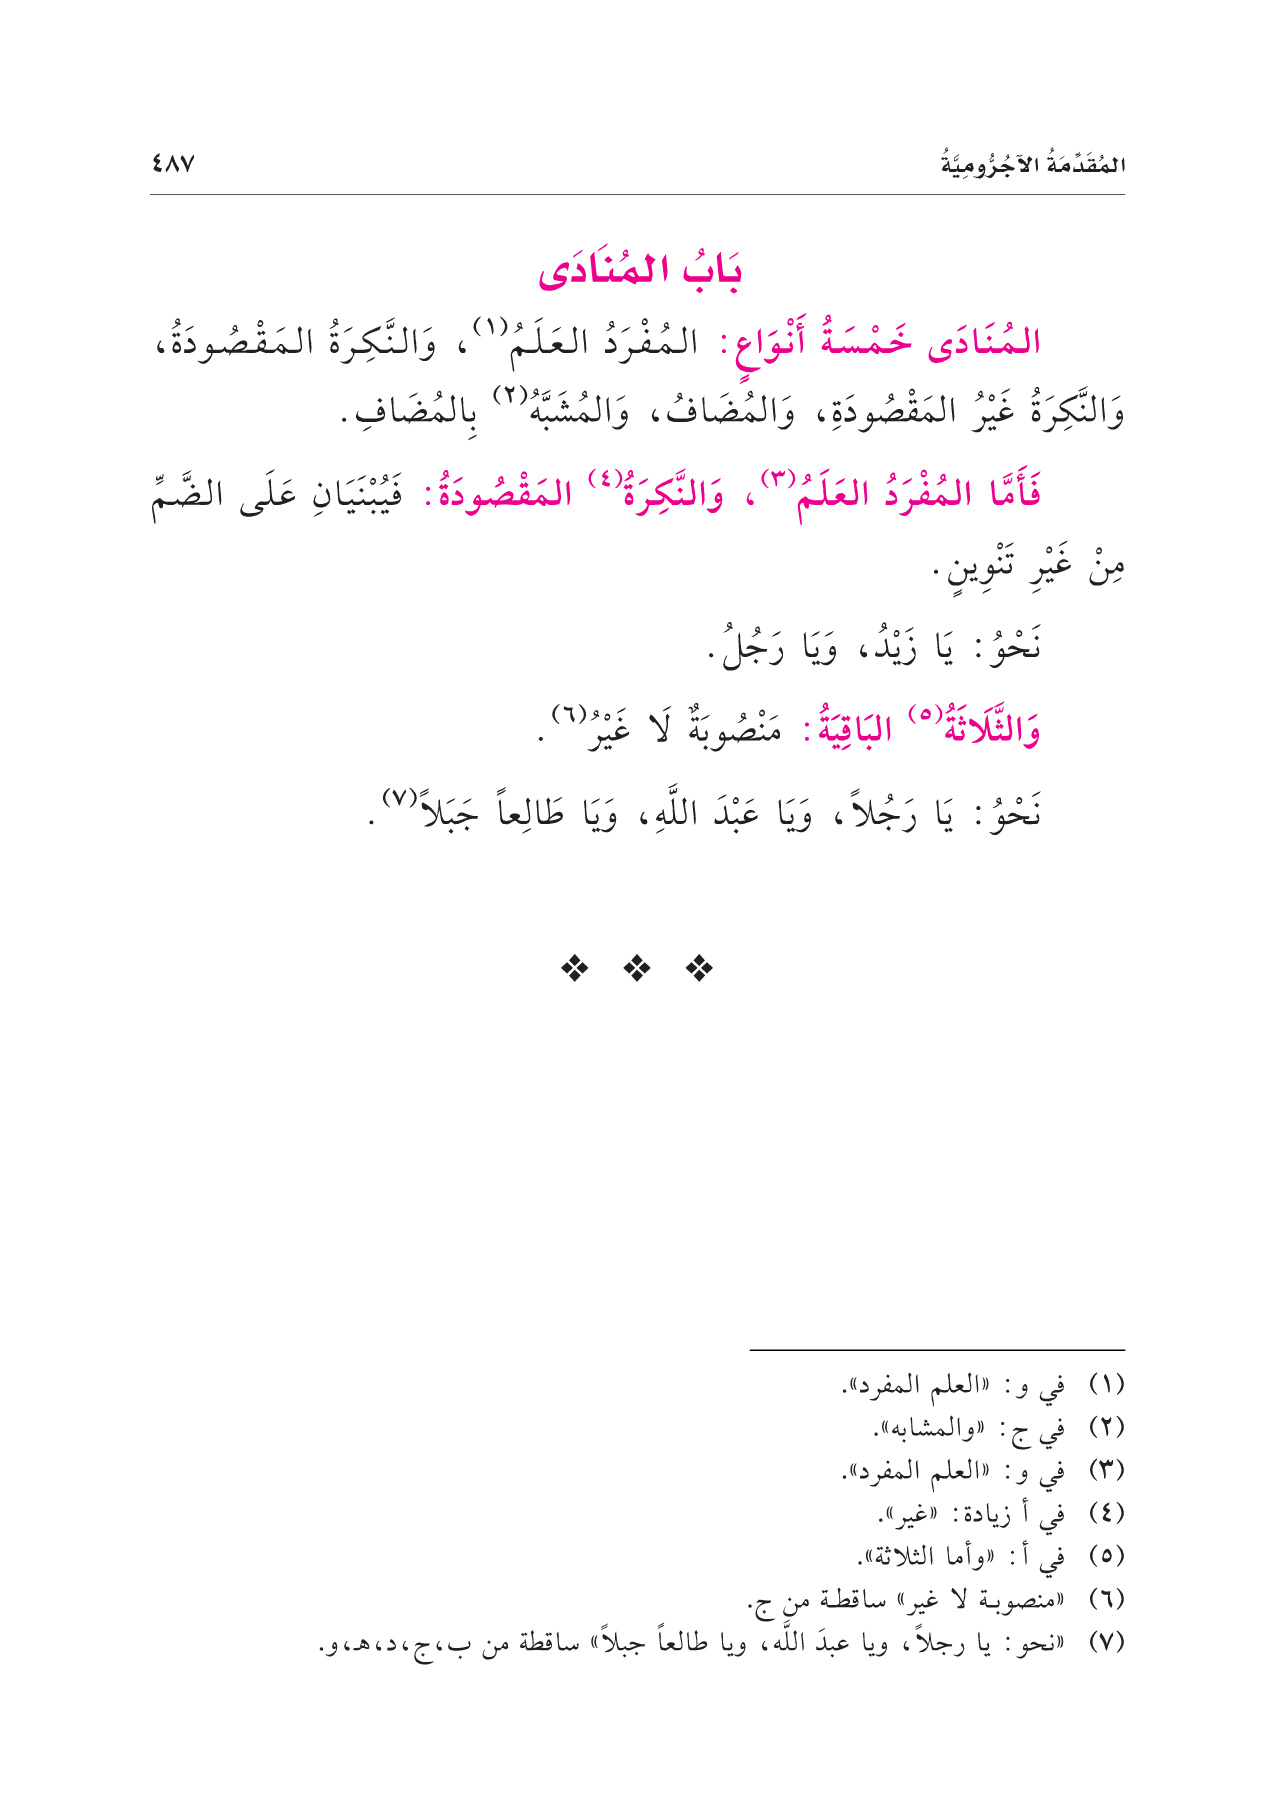 المُقَدِّمَةُ الآجُرُّومِيَّةُ ٤٨٧
بَابُ المُنَادَى
المُنَادَى خَمْسَةُ أَنْوَاعٍ: المُفْرَدُ العَلَمُ(١)، وَالنَّكِرَةُ المَقْصُودَةُ،
وَالنَّكِرَةُ غَيْرُ المَقْصُودَةِ، وَالمُضَافُ، وَالمُشَبَّهُ(٢) بِالمُضَافِ.
فَأَمَّا المُفْرَدُ العَلَمُ(٣)، وَالنَّكِرَةُ(٤) المَقْصُودَةُ: فَيُبْنَيَانِ عَلَى الضَّمِّ
مِنْ غَيْرِ تَنْوِينٍ.
نَحْوُ: يَا زَيْدُ، وَيَا رَجُلُ.
وَالثَّلَاثَةُ(٥) البَاقِيَةُ: مَنْصُوبَةٌ لَا غَيْرُ(٦).
نَحْوُ: يَا رَجُلاً، وَيَا عَبْدَ اللَّهِ، وَيَا طَالِعاً جَبَلاً(٧).
(١) في و: «العلم المفرد».
(٢) في ج: «والمشابه».
(٣) في و: «العلم المفرد».
(٤) في أ زيادة: «غير».
(٥) في أ: «وأما الثلاثة».
(٦) «منصوبة لا غير» ساقطة من ج.
(٧) «نحو: يا رجلاً، ويا عبدَ اللَّه، ويا طالعاً جبلاً» ساقطة من ب،ج،د،هـ،و.